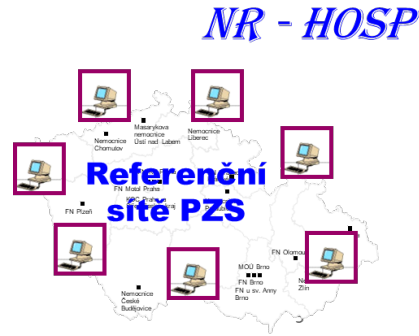 NR - HOSP
Masarykova
nemocnice
Ústí nad Labem
Nemocnice
Liberec
Nemocnice
Chomutov
Referenční
sítě PZS
FN Motol Praha
FN Plzeň
FN Olomouc
MOÚ Brno
FN Brno
FN u sv. Anny
Brno
Zlín
Nemocnice
České
Budějovice